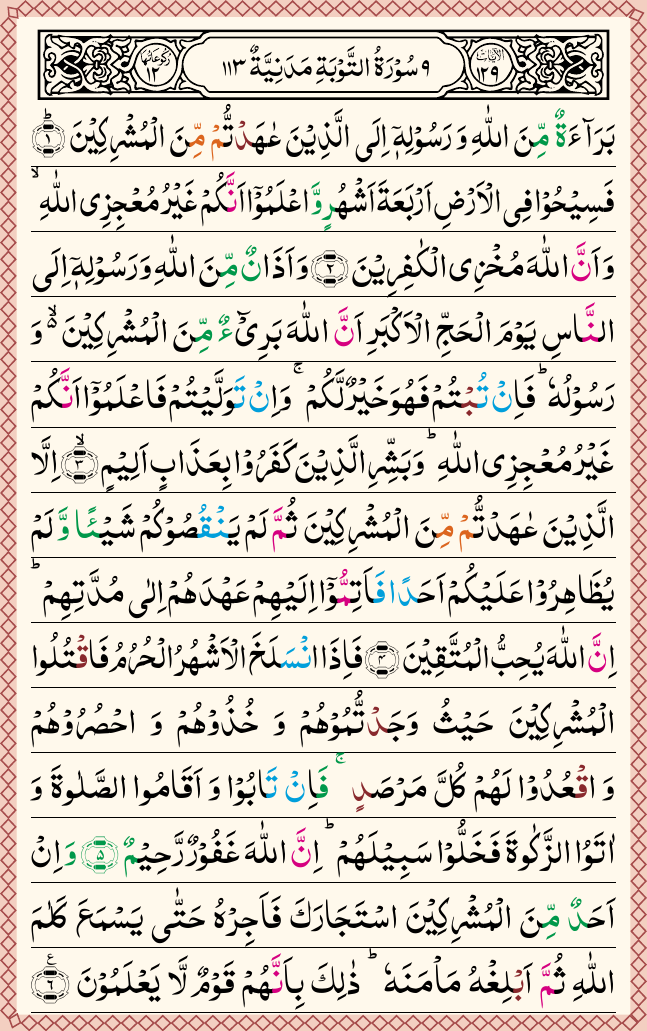 رُكُوْعَاتُهَا ١٦ ٩ سُوْرَةُ التَّوْبَةِ مَدَنِيَّةٌ ١١٣ اٰلْاٰيَات ١٢٩
بَرَآءَةٌ مِّنَ اللّٰهِ وَ رَسُوْلِهٖۤ اِلَى الَّذِيْنَ عٰهَدْتُّمْ مِّنَ الْمُشْرِكِيْنَؕ ۝١
فَسِيْحُوْا فِى الْاَرْضِ اَرْبَعَةَ اَشْهُرٍ وَّاعْلَمُوْۤا اَنَّكُمْ غَيْرُ مُعْجِزِى اللّٰهِۙ
وَ اَنَّ اللّٰهَ مُخْزِى الْكٰفِرِيْنَ ۝٢ وَ اَذَانٌ مِّنَ اللّٰهِ وَ رَسُوْلِهٖۤ اِلَى
النَّاسِ يَوْمَ الْحَجِّ الْاَكْبَرِ اَنَّ اللّٰهَ بَرِىْٓءٌ مِّنَ الْمُشْرِكِيْنَ ۙ۬ وَ
رَسُوْلُهٗؕ فَاِنْ تُبْتُمْ فَهُوَ خَيْرٌ لَّكُمْۚ وَاِنْ تَوَلَّيْتُمْ فَاعْلَمُوْۤا اَنَّكُمْ
غَيْرُ مُعْجِزِى اللّٰهِؕ وَبَشِّرِ الَّذِيْنَ كَفَرُوْا بِعَذَابٍ اَلِيْمٍۙ ۝٣ اِلَّا
الَّذِيْنَ عٰهَدْتُّمْ مِّنَ الْمُشْرِكِيْنَ ثُمَّ لَمْ يَنْقُصُوْكُمْ شَيْـًٔا وَّ لَمْ
يُظَاهِرُوْا عَلَيْكُمْ اَحَدًا فَاَتِمُّوْۤا اِلَيْهِمْ عَهْدَهُمْ اِلٰى مُدَّتِهِمْؕ
اِنَّ اللّٰهَ يُحِبُّ الْمُتَّقِيْنَ ۝٤ فَاِذَا انْسَلَخَ الْاَشْهُرُ الْحُرُمُ فَاقْتُلُوا
الْمُشْرِكِيْنَ حَيْثُ وَجَدْتُّمُوْهُمْ وَ خُذُوْهُمْ وَ احْصُرُوْهُمْ
وَ اقْعُدُوْا لَهُمْ كُلَّ مَرْصَدٍۚ فَاِنْ تَابُوْا وَ اَقَامُوا الصَّلٰوةَ وَ
اٰتَوُا الزَّكٰوةَ فَخَلُّوْا سَبِيْلَهُمْؕ اِنَّ اللّٰهَ غَفُوْرٌ رَّحِيْمٌ ۝٥ وَ اِنْ
اَحَدٌ مِّنَ الْمُشْرِكِيْنَ اسْتَجَارَكَ فَاَجِرْهُ حَتّٰى يَسْمَعَ كَلٰمَ
اللّٰهِ ثُمَّ اَبْلِغْهُ مَاْمَنَهٗؕ ذٰلِكَ بِاَنَّهُمْ قَوْمٌ لَّا يَعْلَمُوْنَ ۝٦ ع